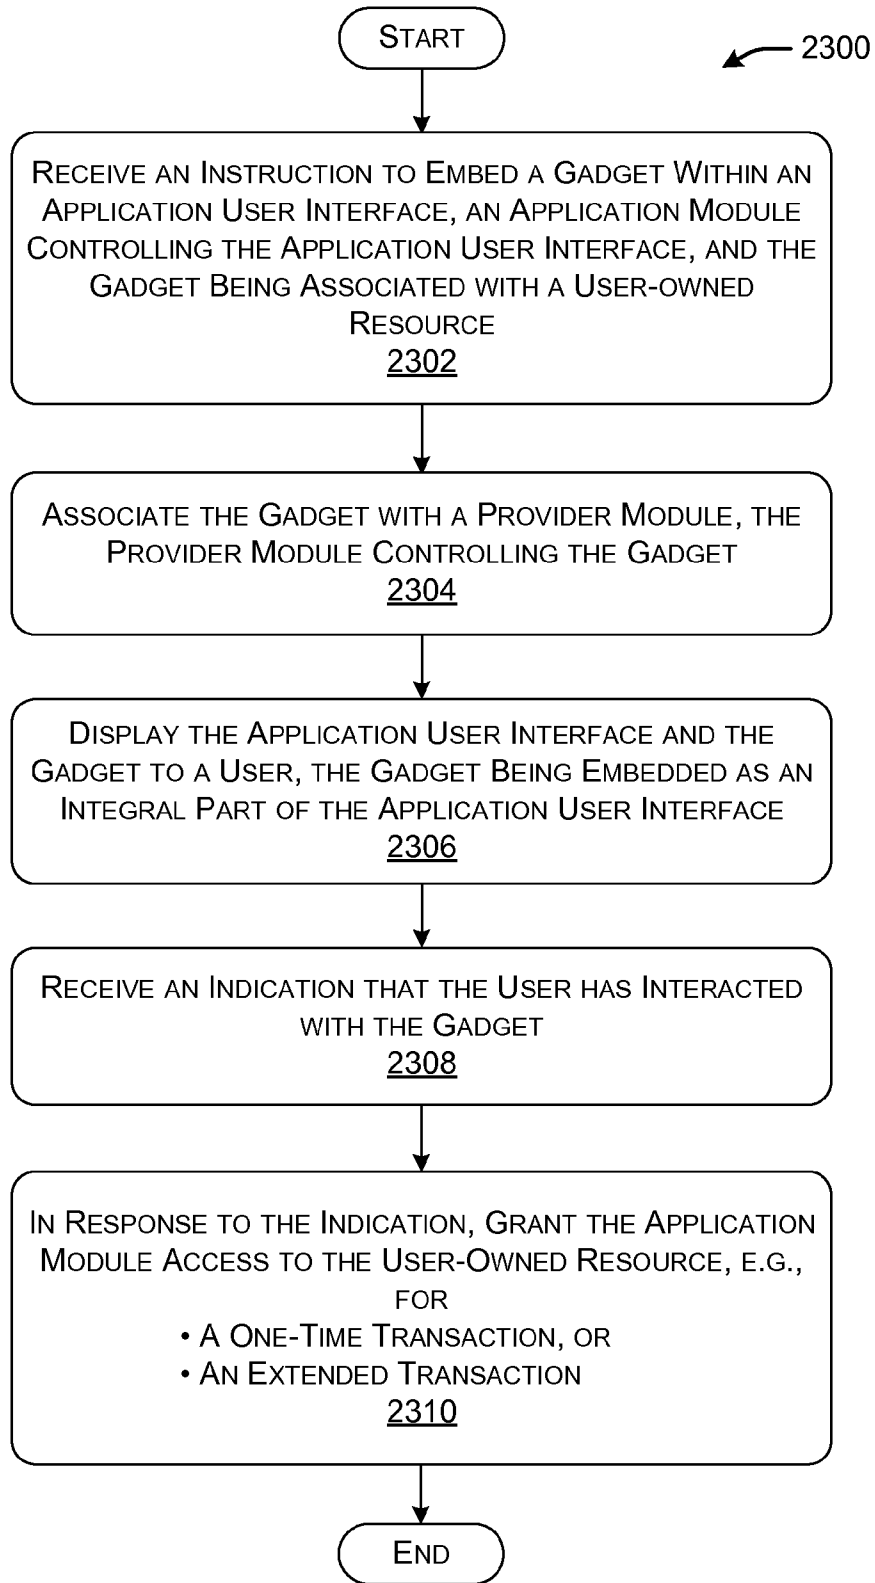 START
2300
RECEIVE AN INSTRUCTION TO EMBED A GADGET WITHIN AN
APPLICATION USER INTERFACE, AN APPLICATION MODULE
CONTROLLING THE APPLICATION USER INTERFACE, AND THE
GADGET BEING ASSOCIATED WITH A USER-OWNED
RESOURCE
2302
ASSOCIATE THE GADGET WITH A PROVIDER MODULE, THE
PROVIDER MODULE CONTROLLING THE GADGET
2304
DISPLAY THE APPLICATION USER INTERFACE AND THE
GADGET TO A USER, THE GADGET BEING EMBEDDED AS AN
INTEGRAL PART OF THE APPLICATION USER INTERFACE
2306
RECEIVE AN INDICATION THAT THE USER HAS INTERACTED
WITH THE GADGET
2308
IN RESPONSE TO THE INDICATION, GRANT THE APPLICATION
MODULE ACCESS TO THE USER-OWNED RESOURCE, E.G.,
FOR
• A ONE-TIME TRANSACTION, OR
• AN EXTENDED TRANSACTION
2310
END